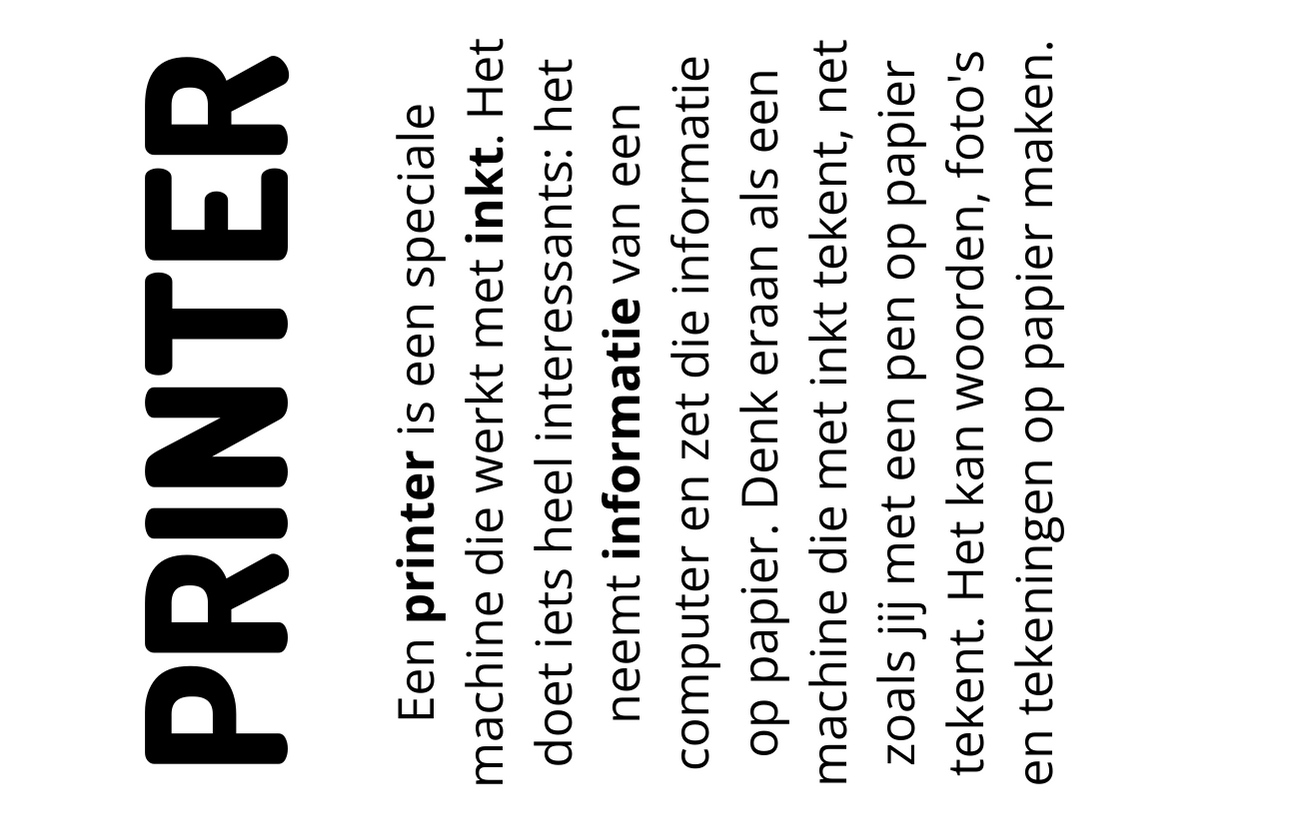 PRINTER
Een printer is een speciale
machine die werkt met inkt. Het
doet iets heel interessants: het
neemt informatie van een
computer en zet die informatie
op papier. Denk eraan als een
machine die met inkt tekent, net
zoals jij met een pen op papier
tekent. Het kan woorden, foto's
en tekeningen op papier maken.